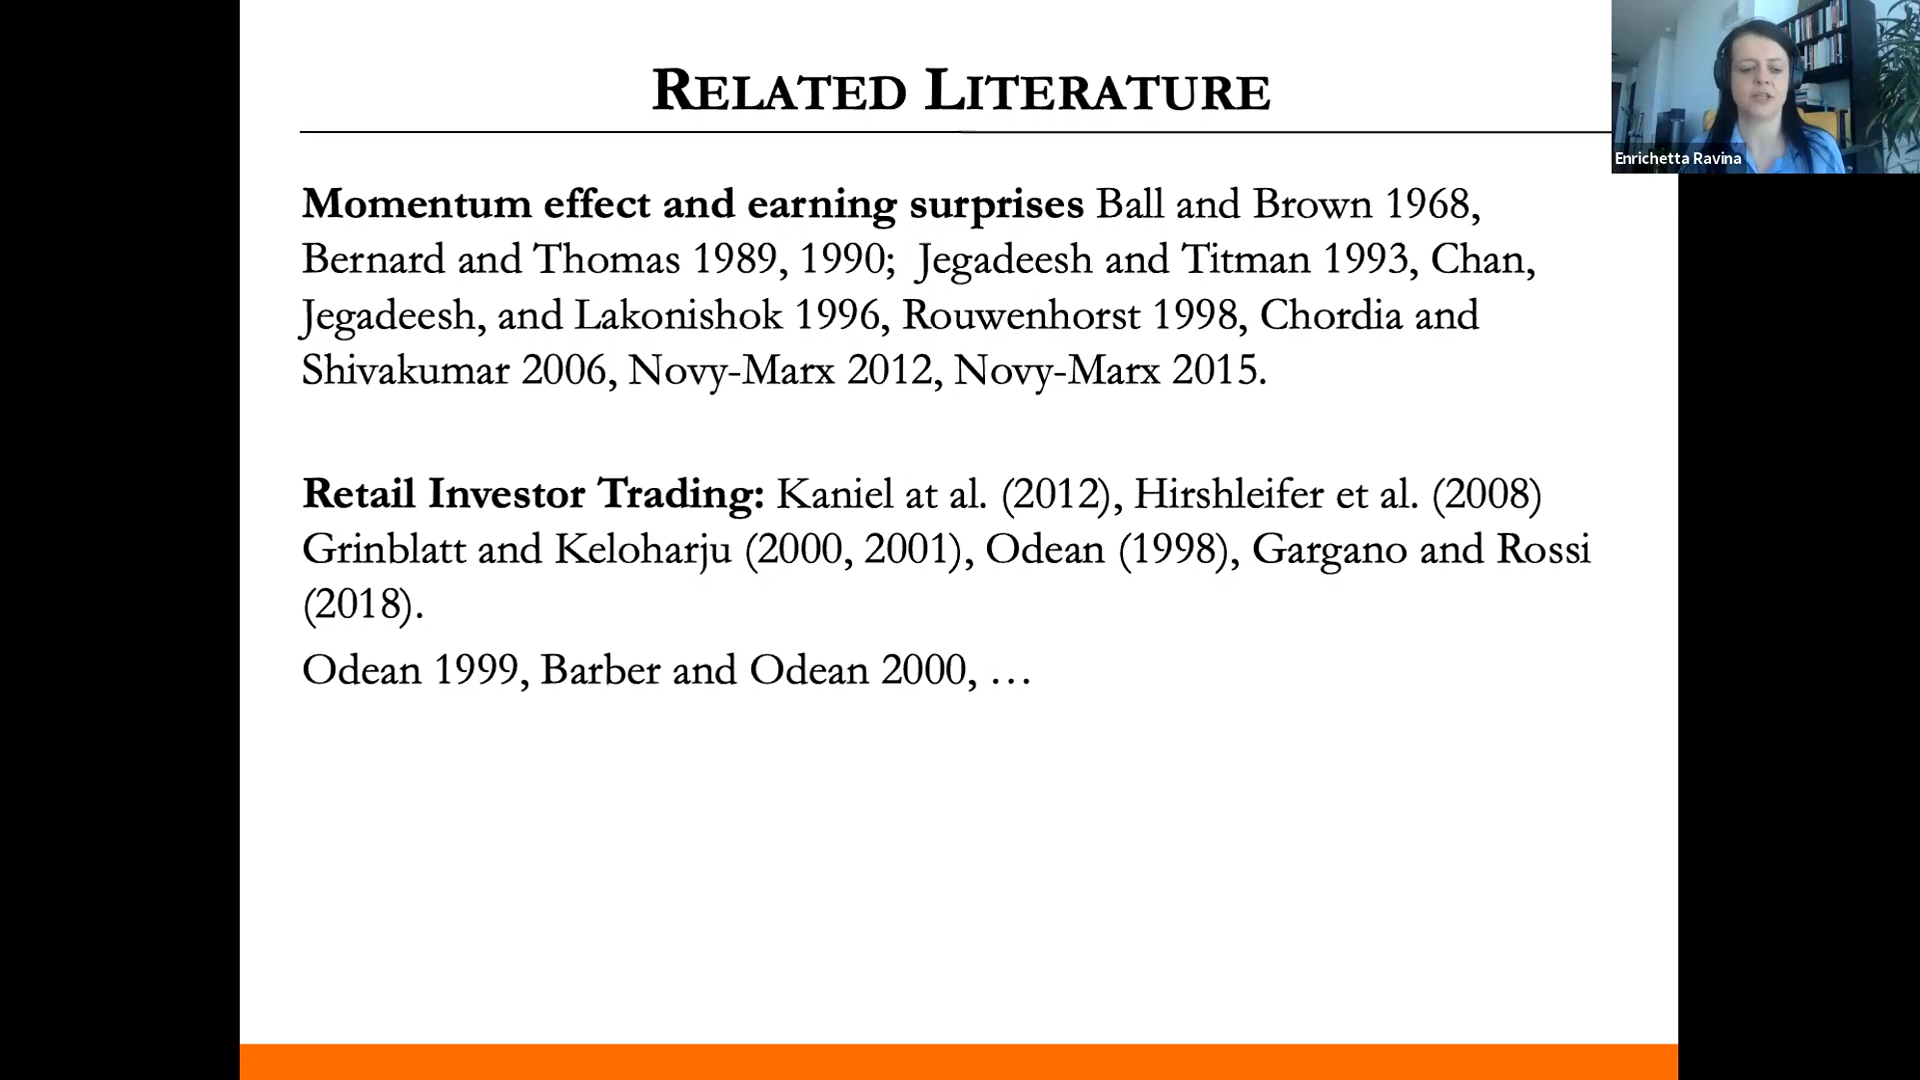 RELATED LITERATURE
Enrichetta Ravina
Momentum effect and earning surprises Ball and Brown 1968,
Bernard and Thomas 1989, 1990;  Jegadeesh and Titman 1993, Chan,
Jegadeesh, and Lakonishok 1996, Rouwenhorst 1998, Chordia and
Shivakumar 2006, Novy-Marx 2012, Novy-Marx 2015.
Retail Investor Trading: Kaniel at al. (2012), Hirshleifer et al. (2008)
Grinblatt and Keloharju (2000, 2001), Odean (1998), Gargano and Rossi
(2018).
Odean 1999, Barber and Odean 2000, …